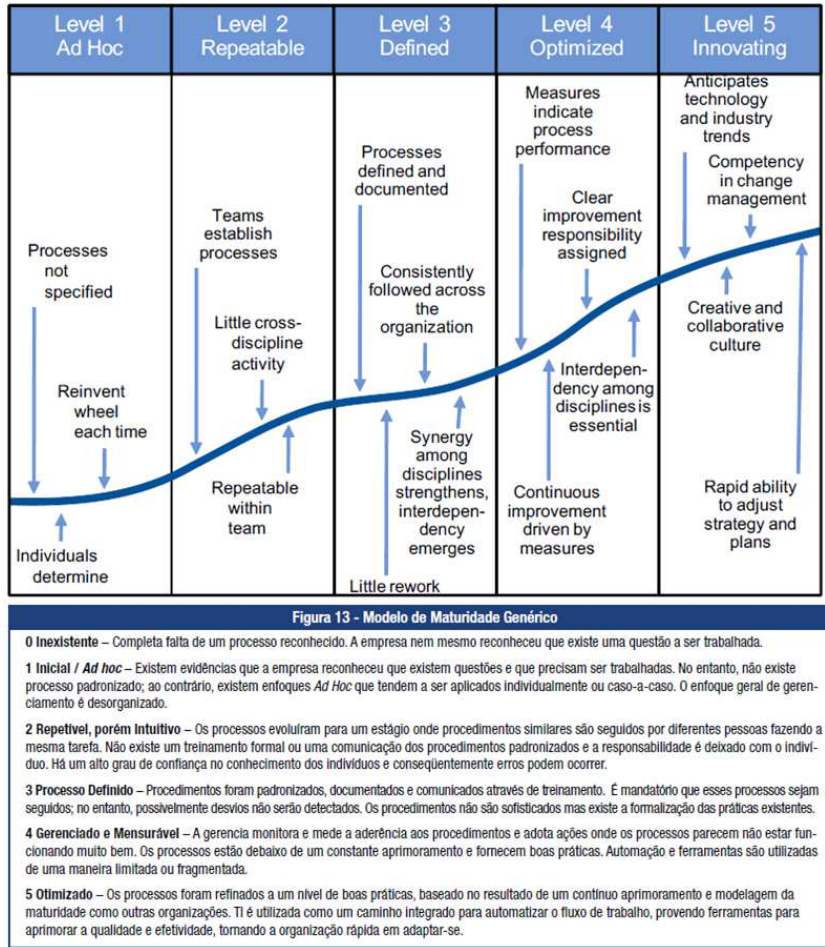 Level 1
Ad Hoc
Level 2
Repeatable
Level 3
Defined
Level 4
Optimized
Level 5
Innovating
Processes
not
specified
Reinvent
wheel
each time
Individuals
determine
Teams
establish
processes
Little cross-
discipline
activity
Repeatable
within
team
Processes
defined and
documented
Consistently
followed across
the
organization
Synergy
among
disciplines
strengthens,
interdepen-
dency
emerges
Little rework
Measures
indicate
process
performance
Clear
improvement
responsibility
assigned
Interdepen-
dency among
disciplines is
essential
Continuous
improvement
driven by
measures
Anticipates
technology
and industry
trends
Competency
in change
management
Creative and
collaborative
culture
Rapid ability
to adjust
strategy and
plans
Figura 13 - Modelo de Maturidade Genérico
0 Inexistente – Completa falta de um processo reconhecido. A empresa nem mesmo reconheceu que existe uma questão a ser trabalhada.
1 Inicial / Ad hoc – Existem evidências que a empresa reconheceu que existem questões e que precisam ser trabalhadas. No entanto, não existe
processo padronizado; ao contrário, existem enfoques Ad Hoc que tendem a ser aplicados individualmente ou caso-a-caso. O enfoque geral de geren-
ciamento é desorganizado.
2 Repetível, porém Intuitivo – Os processos evoluíram para um estágio onde procedimentos similares são seguidos por diferentes pessoas fazendo a
mesma tarefa. Não existe um treinamento formal ou uma comunicação dos procedimentos padronizados e a responsabilidade é deixado com o indiví-
duo. Há um alto grau de confiança no conhecimento dos indivíduos e conseqüentemente erros podem ocorrer.
3 Processo Definido – Procedimentos foram padronizados, documentados e comunicados através de treinamento. É mandatório que esses processos sejam
seguidos; no entanto, possivelmente desvios não serão detectados. Os procedimentos não são sofisticados mas existe a formalização das práticas existentes.
4 Gerenciado e Mensurável – A gerencia monitora e mede a aderência aos procedimentos e adota ações onde os processos parecem não estar fun-
cionando muito bem. Os processos estão debaixo de um constante aprimoramento e fornecem boas práticas. Automação e ferramentas são utilizadas
de uma maneira limitada ou fragmentada.
5 Otimizado – Os processos foram refinados a um nível de boas práticas, baseado no resultado de um contínuo aprimoramento e modelagem da
maturidade como outras organizações. TI é utilizada como um caminho integrado para automatizar o fluxo de trabalho, provendo ferramentas para
aprimorar a qualidade e efetividade, tornando a organização rápida em adaptar-se.